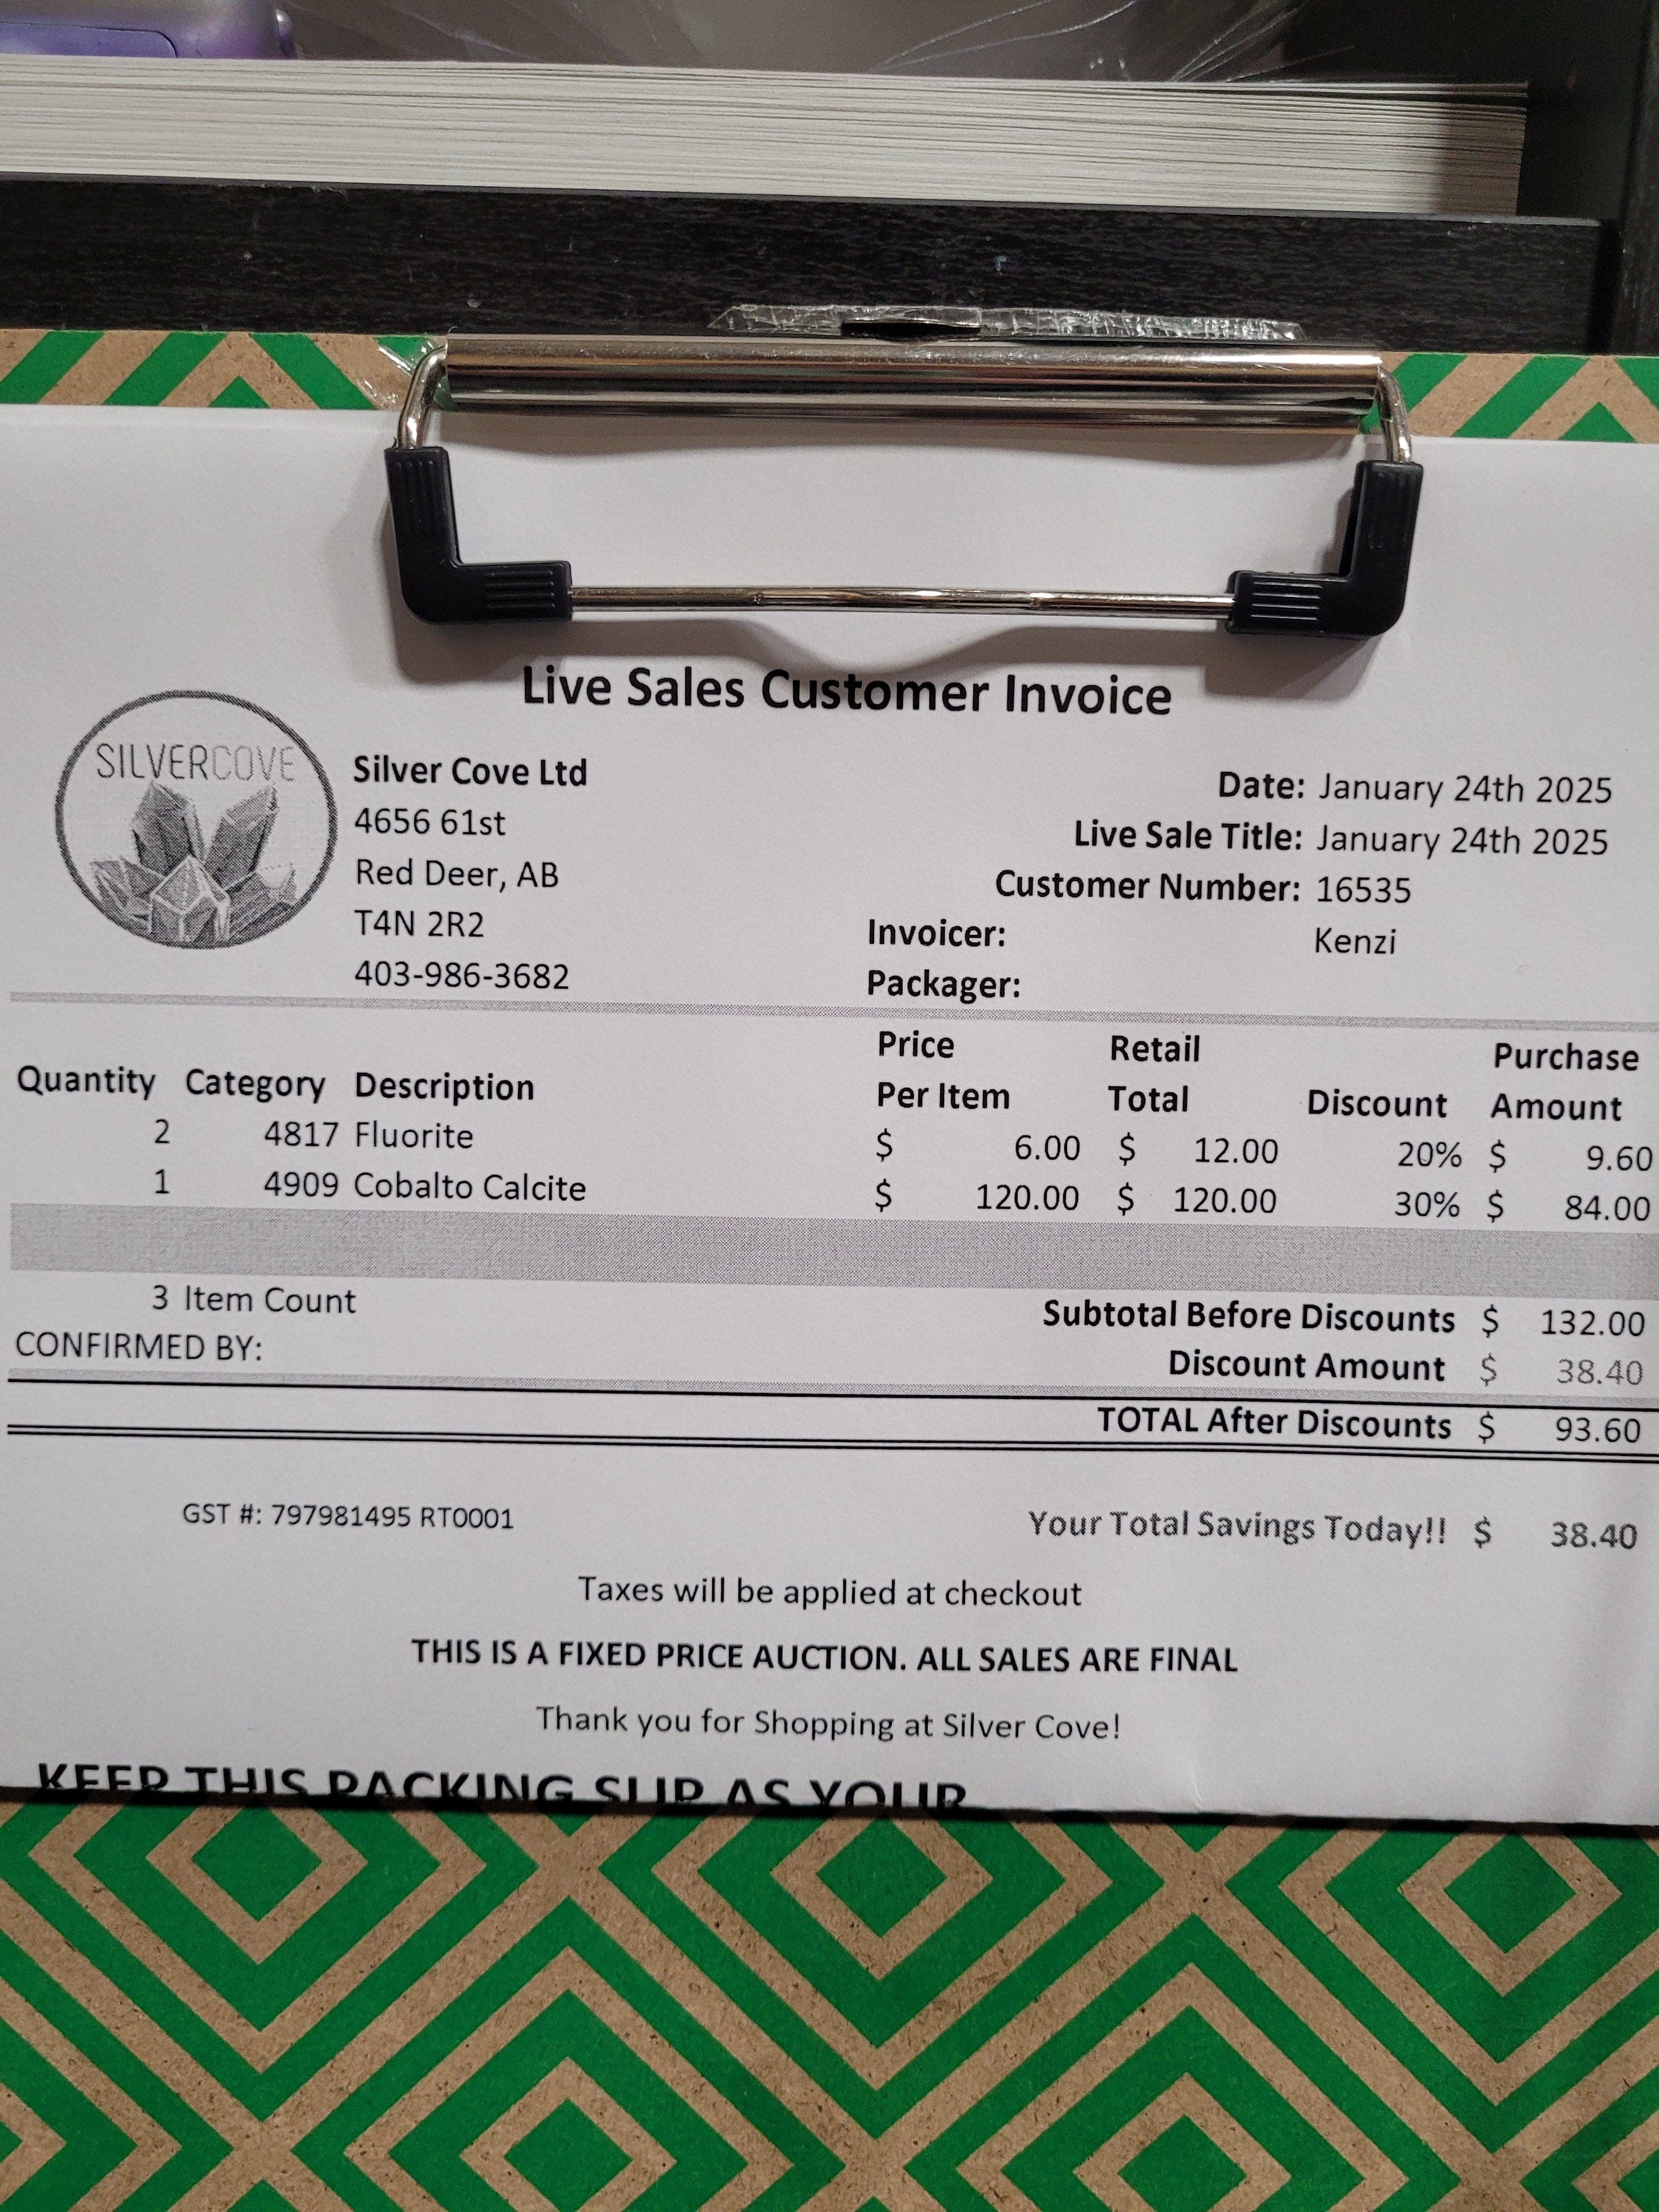 Live Sales Customer Invoice
SILVERCOVE
Silver Cove Ltd
4656 61st
Red Deer, AB
T4N 2R2
403-986-3682
Date: January 24th 2025
Live Sale Title: January 24th 2025
Customer Number: 16535
Invoicer: Kenzi
Packager:
Quantity Category Description Price Per Item Retail Total Discount Purchase Amount
2 4817 Fluorite $ 6.00 $ 12.00 20% $ 9.60
1 4909 Cobalto Calcite $ 120.00 $ 120.00 30% $ 84.00
3 Item Count
CONFIRMED BY:
Subtotal Before Discounts $ 132.00
Discount Amount $ 38.40
TOTAL After Discounts $ 93.60
GST #: 797981495 RT0001
Your Total Savings Today!! $ 38.40
Taxes will be applied at checkout
THIS IS A FIXED PRICE AUCTION. ALL SALES ARE FINAL
Thank you for Shopping at Silver Cove!
KEEP THIS PACKING SLIP AS YOUR